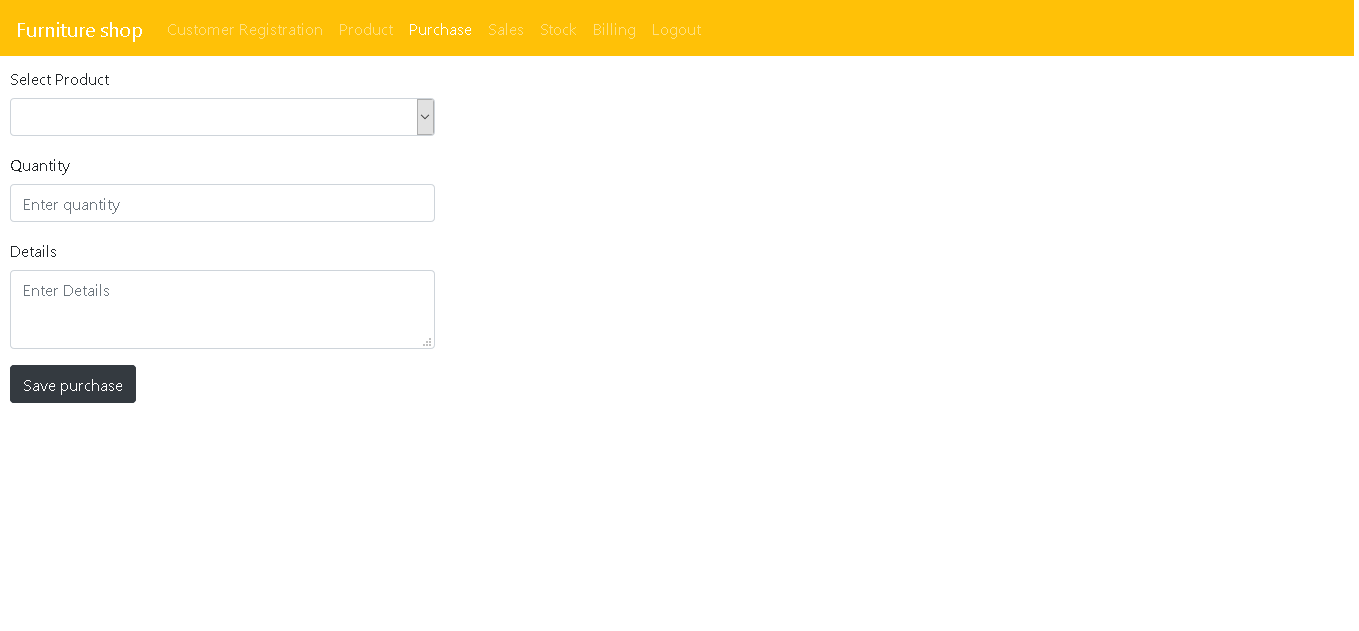 Furniture shop Customer Registration Product Purchase Sales Stock Billing Logout
Select Product
Quantity
Enter quantity
Details
Enter Details
Save purchase